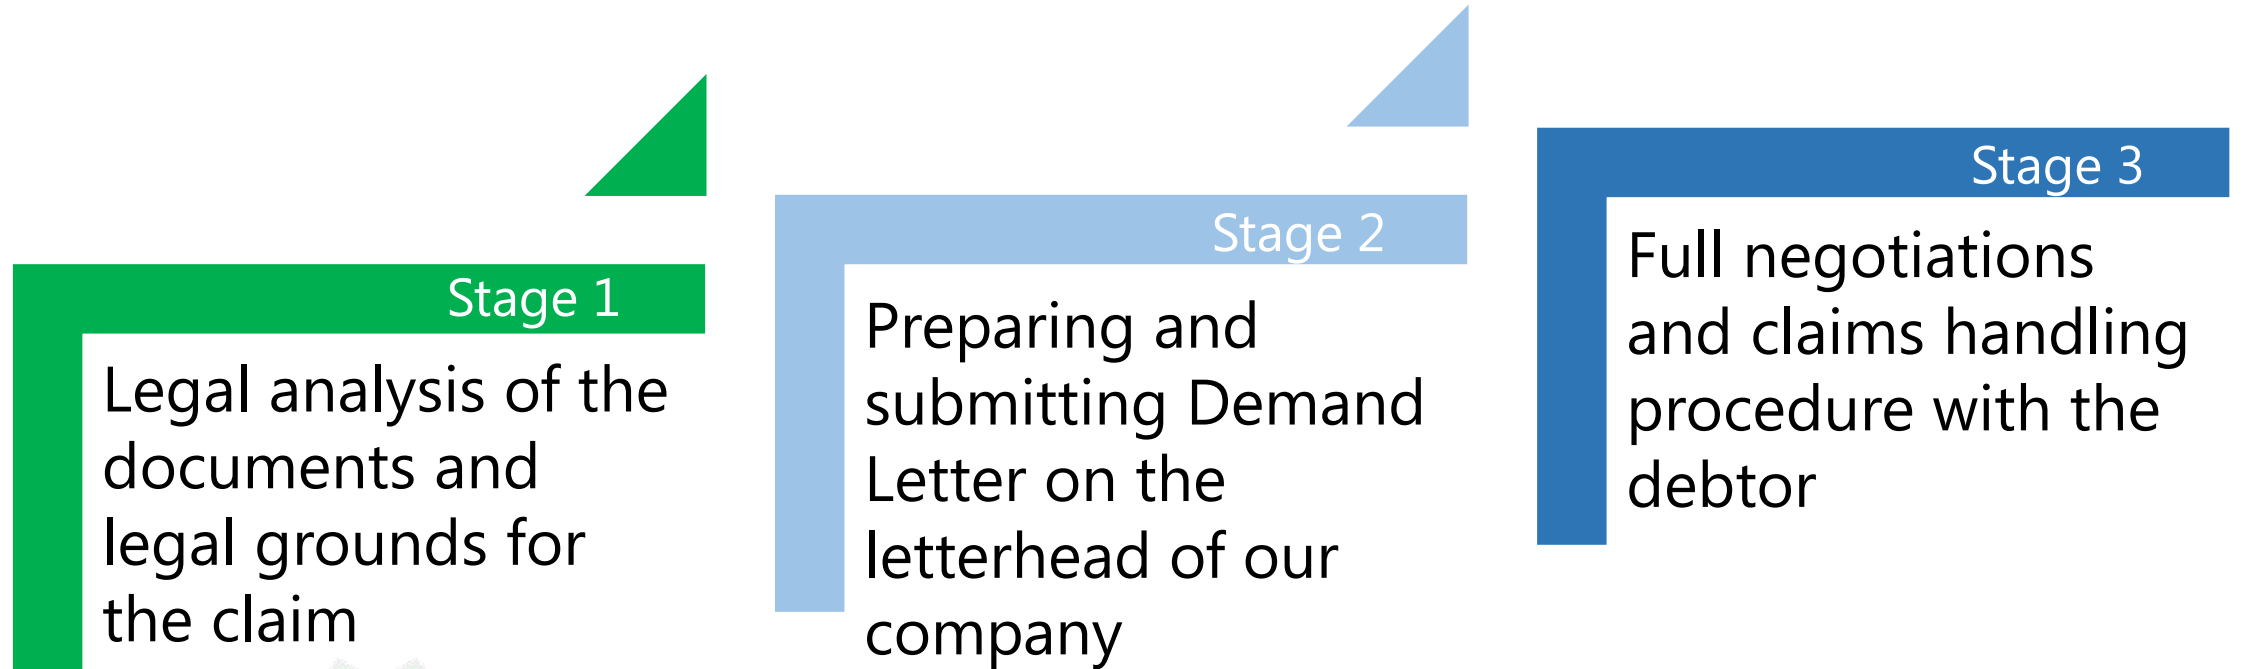 Stage 1
Legal analysis of the
documents and
legal grounds for
the claim
Stage 2
Preparing and
submitting Demand
Letter on the
letterhead of our
company
Stage 3
Full negotiations
and claims handling
procedure with the
debtor